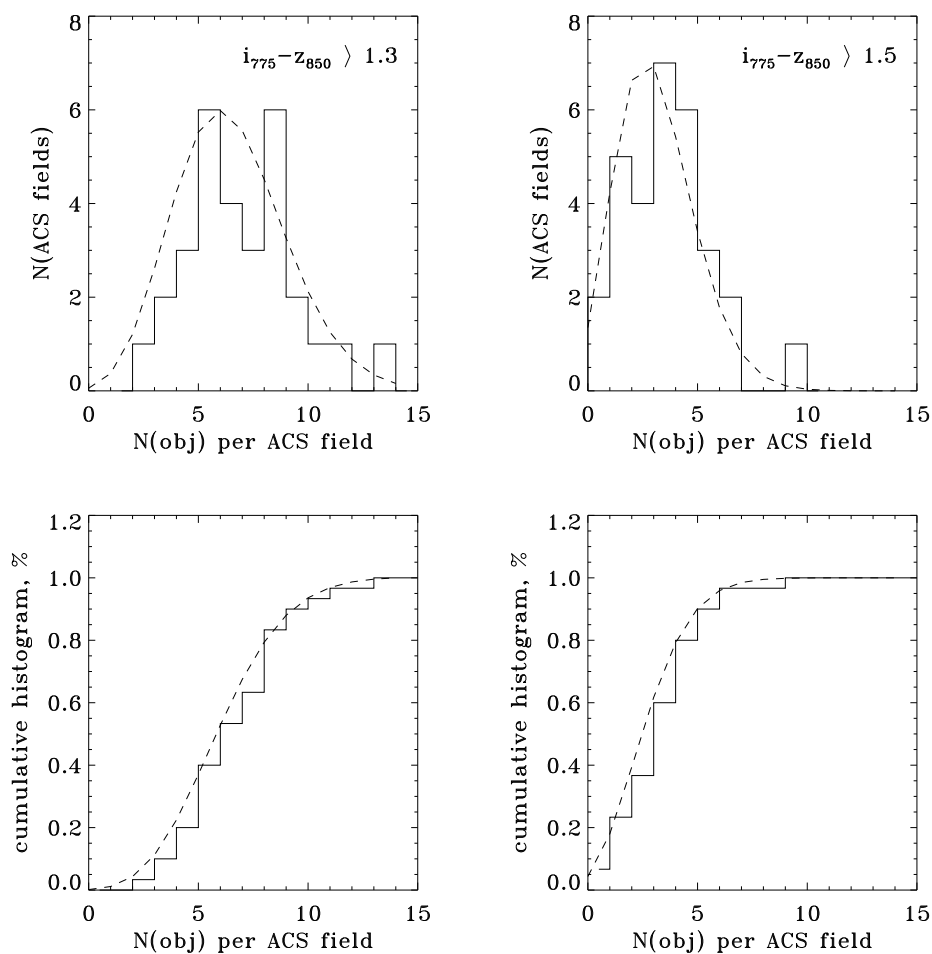 8
6
4
2
0
N(ACS fields)
i775−z850 〉 1.3
0 5 10 15
N(obj) per ACS field
8
6
4
2
0
N(ACS fields)
i775−z850 〉 1.5
0 5 10 15
N(obj) per ACS field
1.2
1.0
0.8
0.6
0.4
0.2
0.0
cumulative histogram, %
0 5 10 15
N(obj) per ACS field
1.2
1.0
0.8
0.6
0.4
0.2
0.0
cumulative histogram, %
0 5 10 15
N(obj) per ACS field